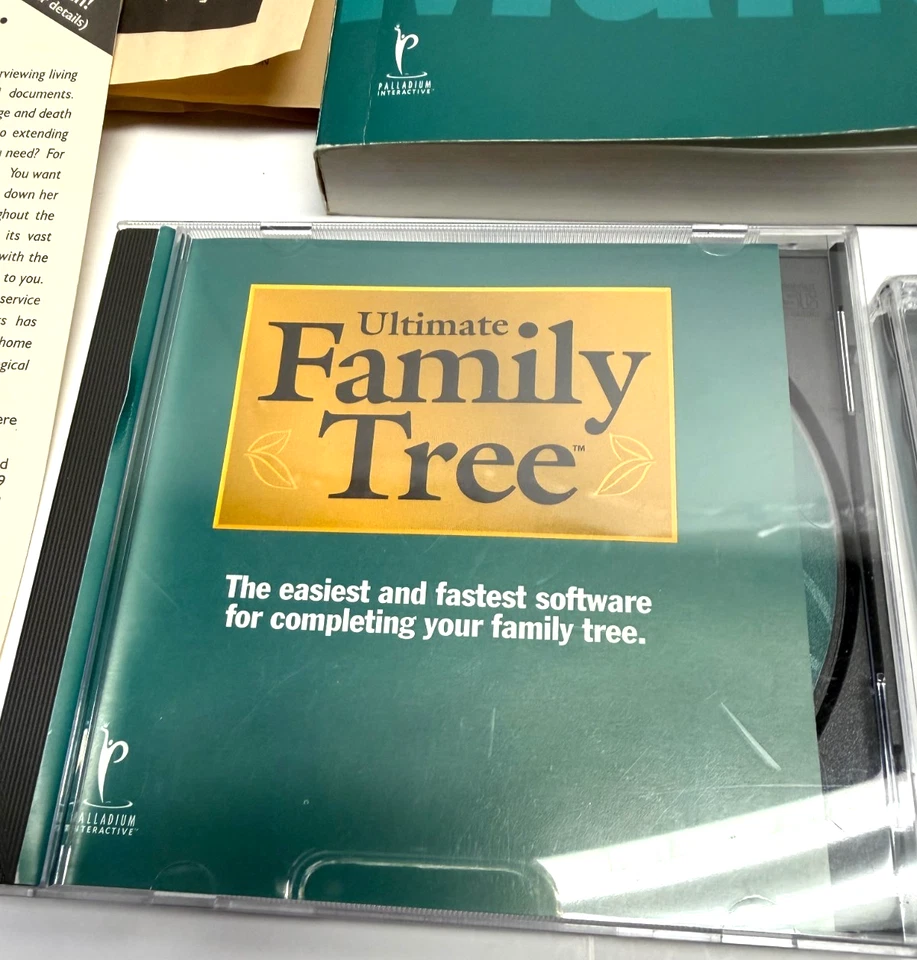 details)
viewing living
documents.
ge and death
o extending
need? For
You want
down her
ghout the
its vast
with the
to you.
service
has
home
gical
ere
PALLADIUM
INTERACTIVE
Ultimate
Family
Tree™
The easiest and fastest software
for completing your family tree.
PALLADIUM
INTERACTIVE